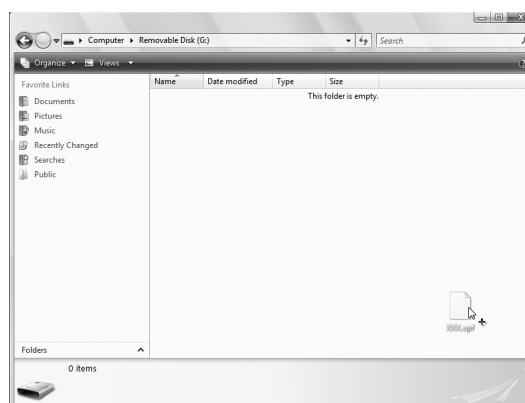 Computer ▸ Removable Disk (G:)
Search
Organize Views
Favorite Links
Name Date modified Type Size
This folder is empty.
Documents
Pictures
Music
Recently Changed
Searches
Public
Folders
0 items